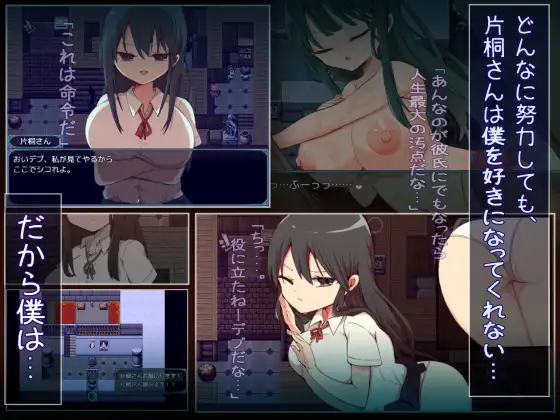 どんなに努力しても、
片桐さんは僕を好きになってくれない…
「これは命令だ」
「あんなのが彼氏にでもなったら
人生最大の汚点だな…」
片桐さん
おいデブ、私が見てやるから
ここでシコれよ。
っ……ふーっっ……
「ちっ…。
役に立たねーデブだな…」
だから僕は…